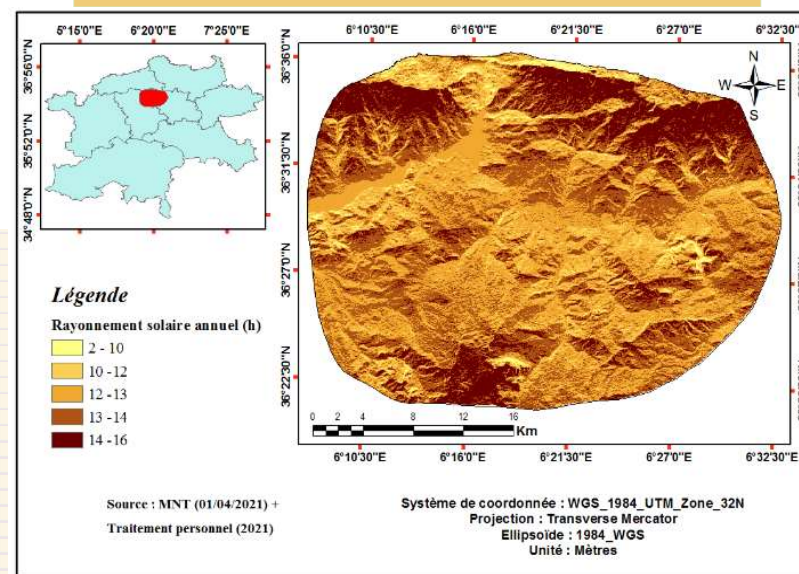 6°15'0"E 6°20'0"E 7°25'0"E
36°56'0"N
35°52'0"N
34°48'0"N
6°10'30"E 6°16'0"E 6°21'30"E 6°27'0"E 6°32'30"E
36°36'0"N
36°31'30"N
36°27'0"N
36°22'30"N
N
W E
S
Légende
Rayonnement solaire annuel (h)
2 - 10
10 -12
12 -13
13 - 14
14 -16
0 2 4 8 12 16
Km
6°10'30"E 6°16'0"E 6°21'30"E 6°27'0"E 6°32'30"E
Source : MNT (01/04/2021) +
Traitement personnel (2021)
Système de coordonnée : WGS_1984_UTM_Zone_32N
Projection : Transverse Mercator
Ellipsoïde : 1984_WGS
Unité : Mètres